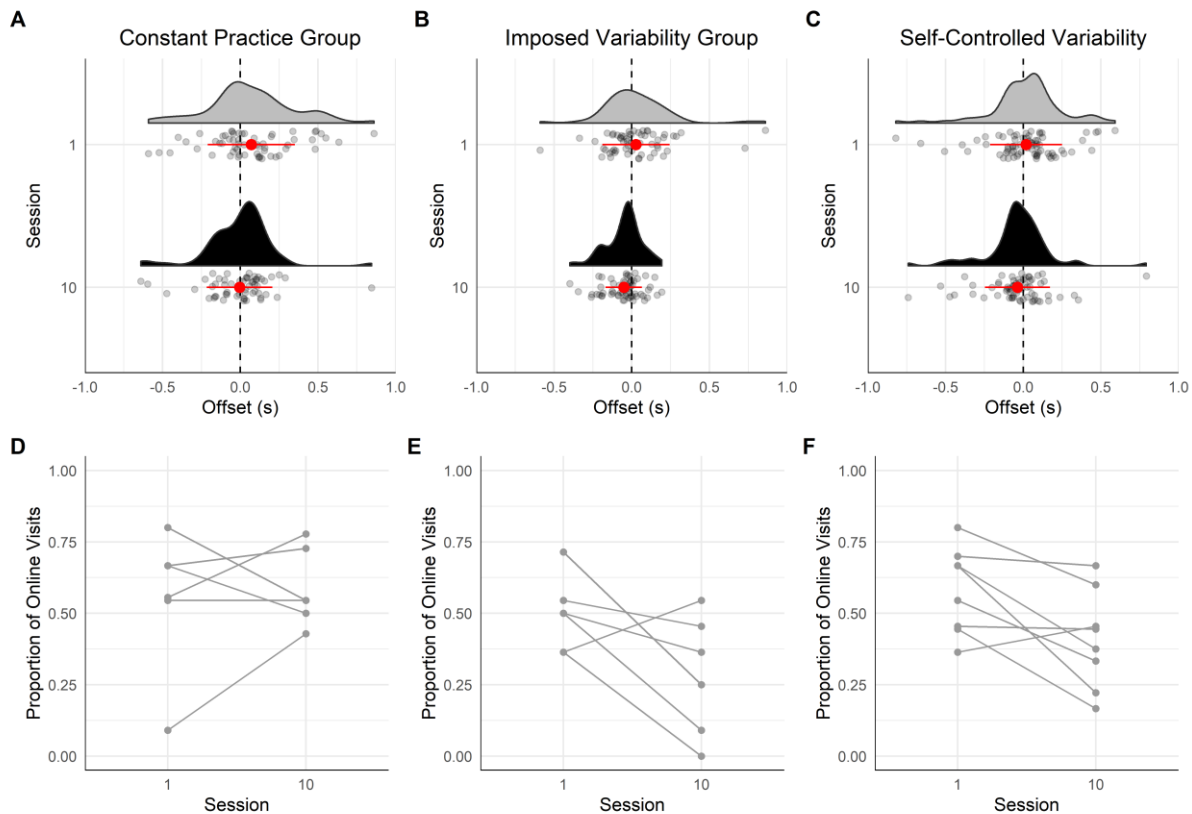 A
Constant Practice Group
Session
1
10
-1.0 -0.5 0.0 0.5 1.0
Offset (s)
B
Imposed Variability Group
Session
1
10
-1.0 -0.5 0.0 0.5 1.0
Offset (s)
C
Self-Controlled Variability
Session
1
10
-1.0 -0.5 0.0 0.5 1.0
Offset (s)
D
Proportion of Online Visits
1.00
0.75
0.50
0.25
0.00
1 10
Session
E
Proportion of Online Visits
1.00
0.75
0.50
0.25
0.00
1 10
Session
F
Proportion of Online Visits
1.00
0.75
0.50
0.25
0.00
1 10
Session